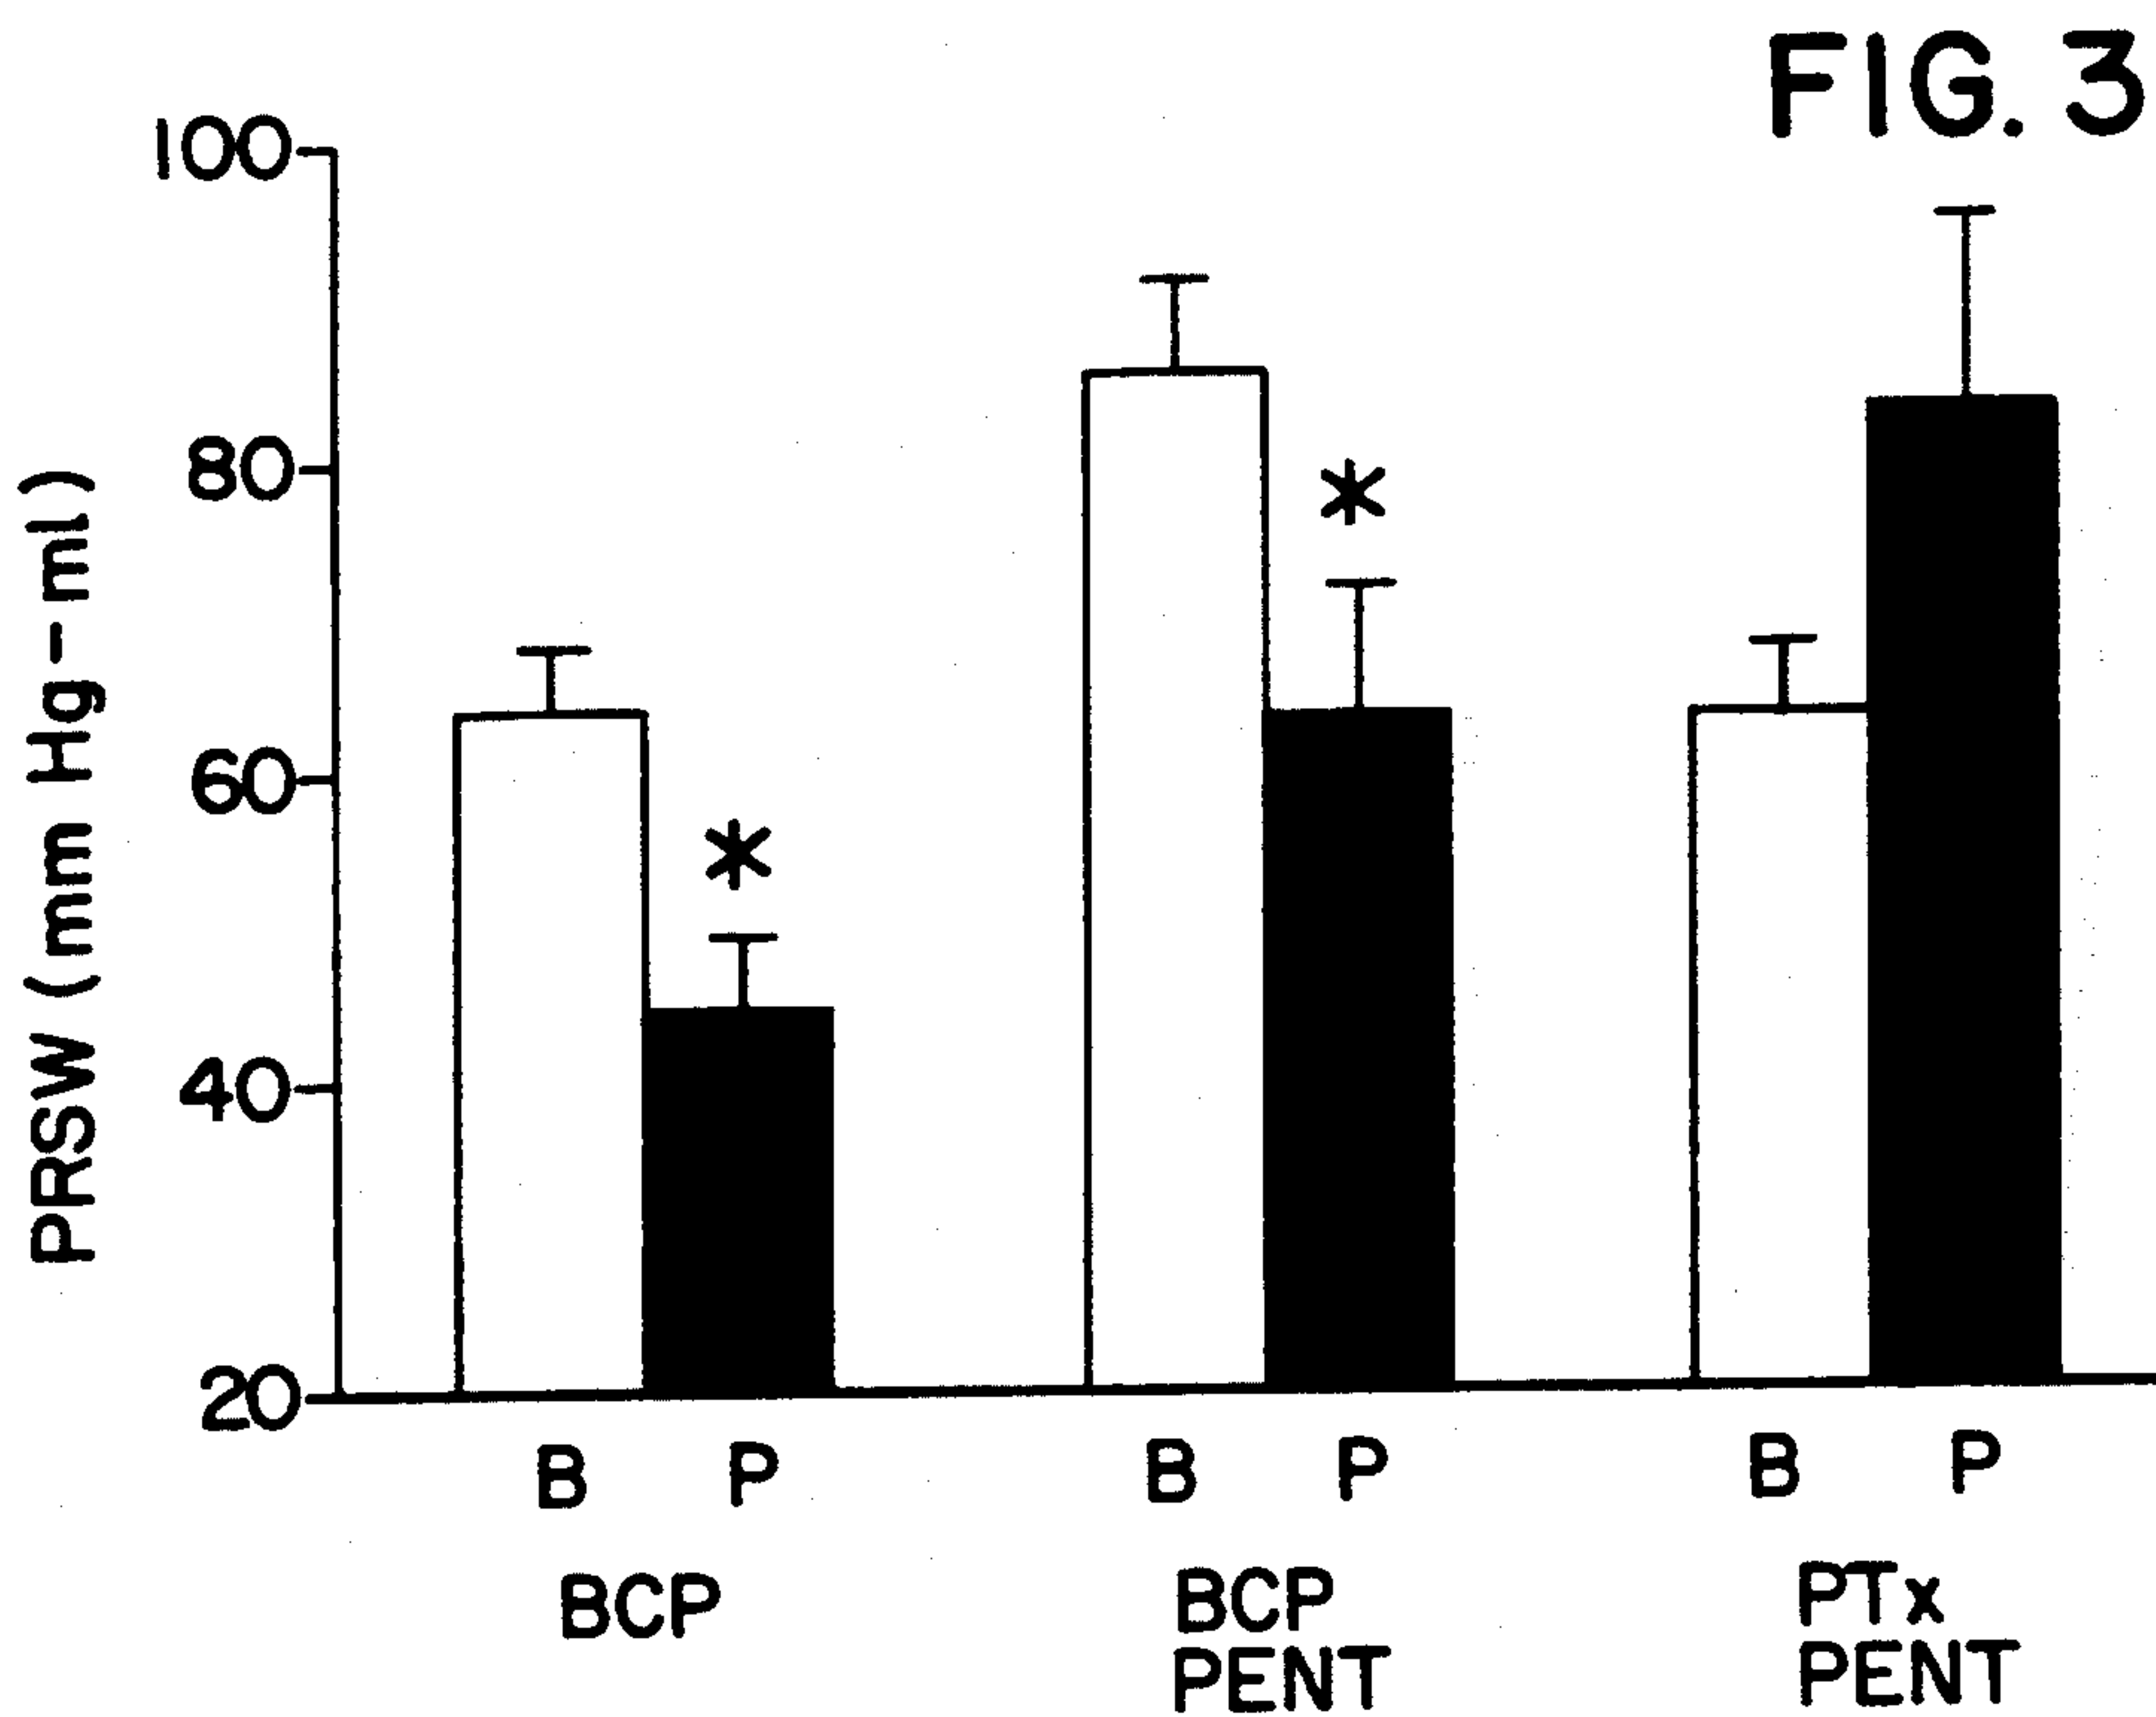 FIG. 3
PRSW (mm Hg-ml)
100
80
60
40
20
*
*
B P B P B P
BCP BCP PTx
PENT PENT